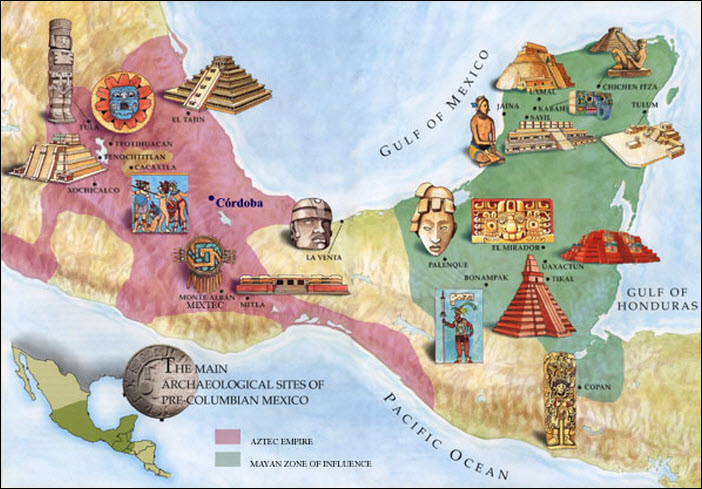 GULF OF MEXICO
CHICHEN ITZA
UXMAL
JAINA
KABAH
SAYIL
TULUM
EL TAJIN
TULA
TEOTIHUACAN
TENOCHTITLAN
CACAXTLA
XOCHICALCO
Córdoba
LA VENTA
PALENQUE
EL MIRADOR
UAXACTUN
TIKAL
BONAMPAK
GULF OF
HONDURAS
MONTE ALBAN
MIXTEC
MITLA
COPAN
THE MAIN
ARCHAEOLOGICAL SITES OF
PRE-COLUMBIAN MEXICO
PACIFIC OCEAN
AZTEC EMPIRE
MAYAN ZONE OF INFLUENCE